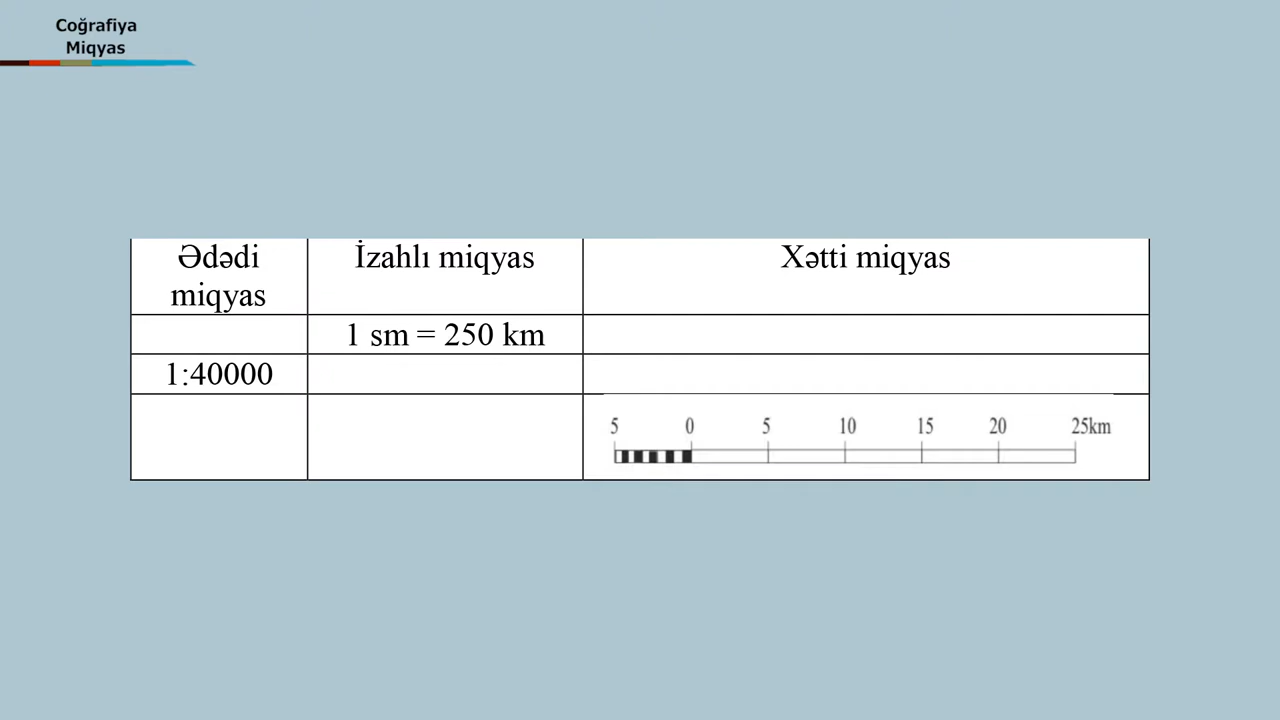 Coğrafiya
Miqyas
Ədədi miqyas İzahlı miqyas Xətti miqyas
1 sm = 250 km
1:40000
5 0 5 10 15 20 25km